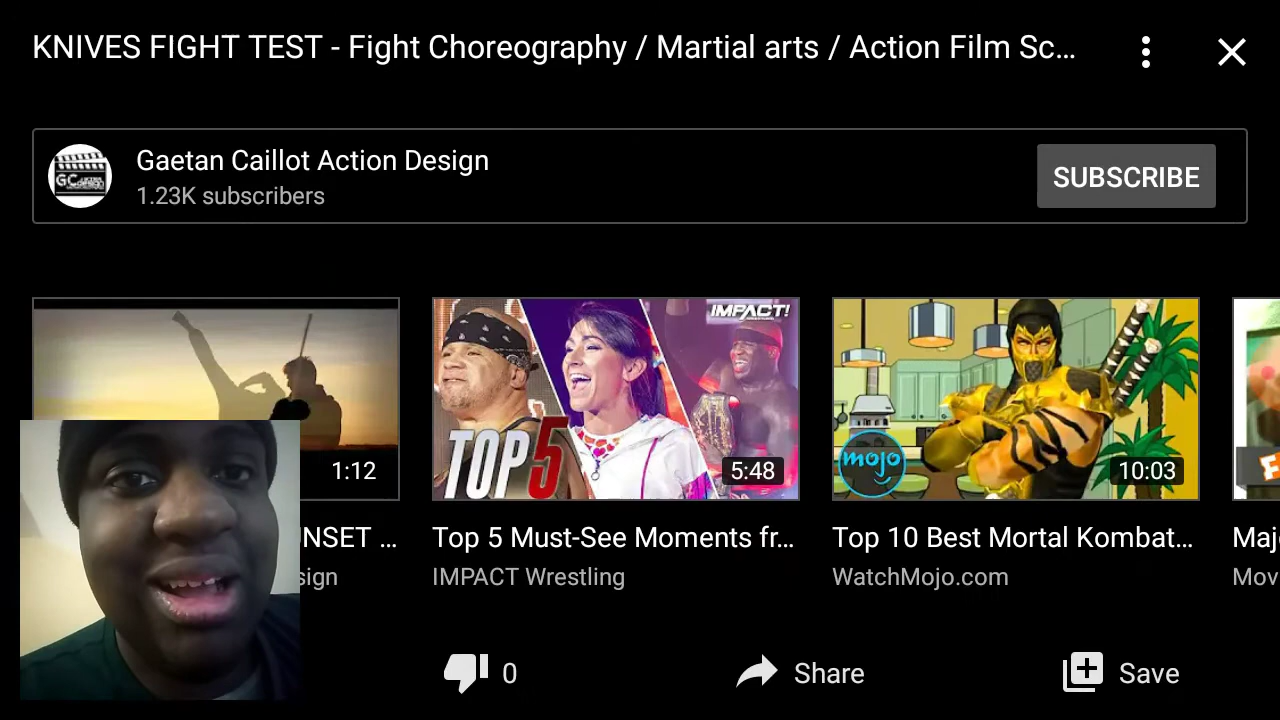 KNIVES FIGHT TEST - Fight Choreography / Martial arts / Action Film Sc...
Gaetan Caillot Action Design
1.23K subscribers
SUBSCRIBE
IMPACT!
TOP 5
mojo
1:12
5:48
10:03
NSET ...
Top 5 Must-See Moments fr...
Top 10 Best Mortal Kombat...
Maj
sign
IMPACT Wrestling
WatchMojo.com
Mov
0
Share
Save